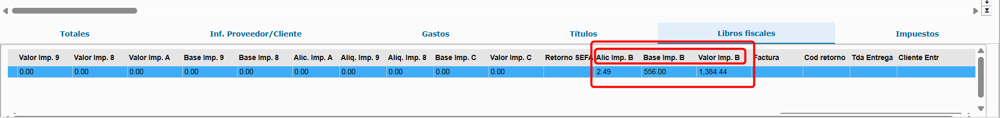 Totales Inf. Proveedor/Cliente Gastos Títulos Libros fiscales Impuestos
Valor Imp. 9 Valor Imp. 8 Valor Imp. A Base Imp. 9 Base Imp. 8 Alic. Imp. A Aliq. Imp. 9 Aliq. Imp. 8 Base Imp. C Valor Imp. C Retorno SEFA Alic Imp. B Base Imp. B Valor Imp. B Factura Cod retorno Tda Entrega Cliente Entr
0.00 0.00 0.00 0.00 0.00 0.00 0.00 0.00 0.00 0.00 2.49 556.00 1,384.44